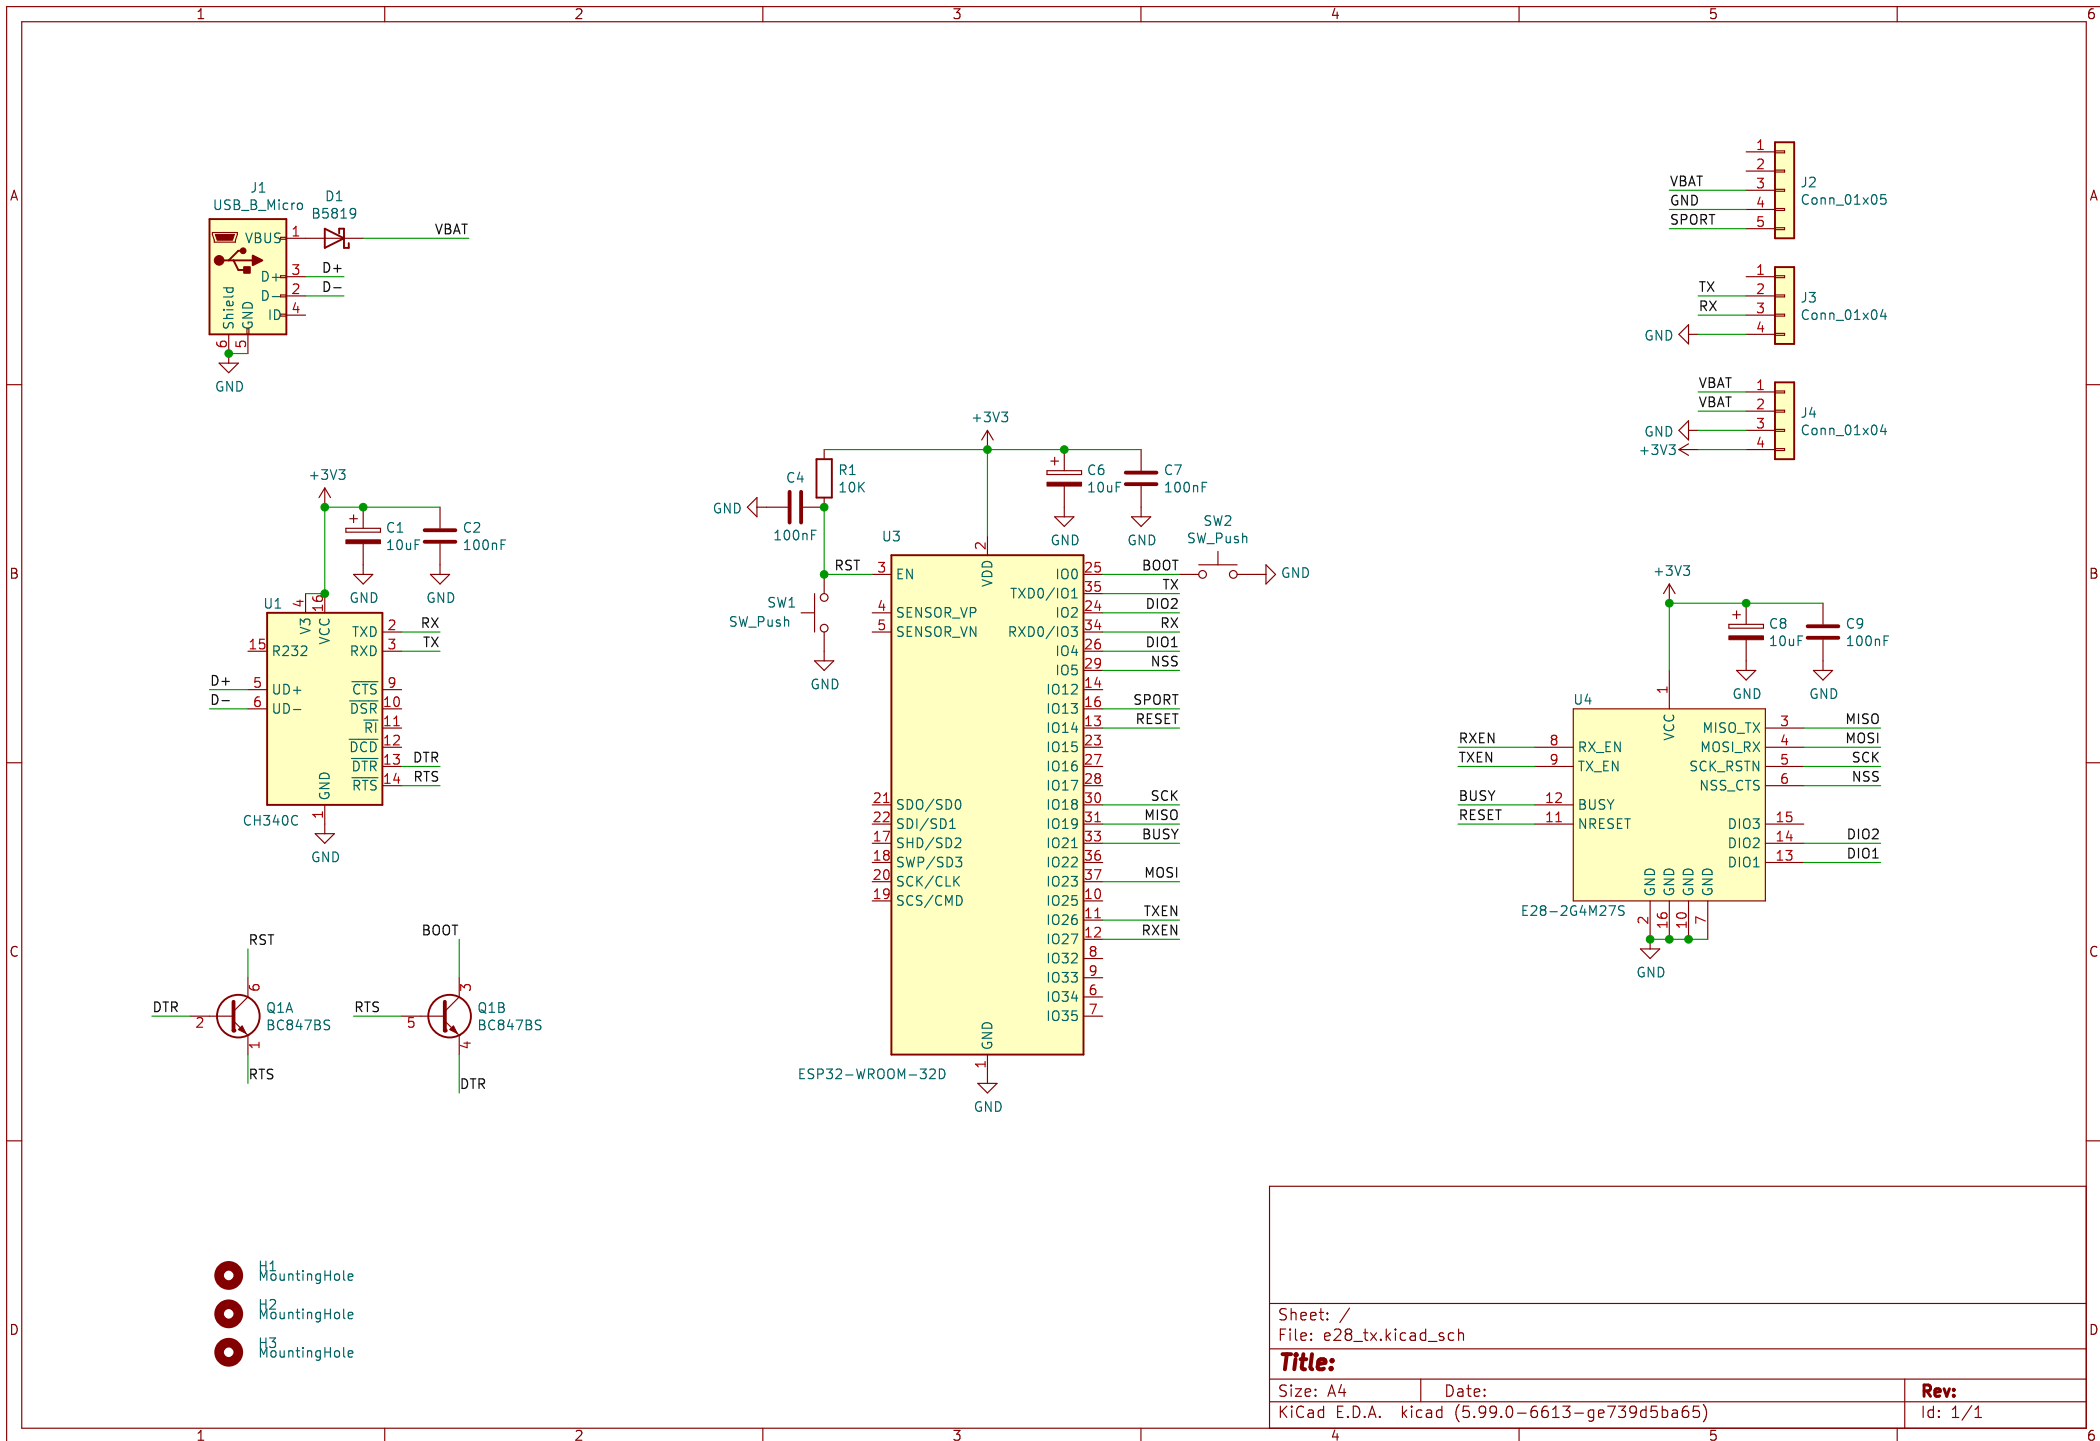 1 2 3 4 5 6
A
B
C
D
A
B
C
D
1 2 3 4 5 6
J1
USB_B_Micro
VBUS 1
D+ 3
D- 2
ID 4
Shield
GND
6
5
GND
D1
B5819
VBAT
D+
D-
+3V3
+
C1
10uF
C2
100nF
GND
GND
U1
4
16
V3
VCC
TXD 2 RX
RXD 3 TX
15 R232
D+ 5 UD+
D- 6 UD-
CTS 9
DSR 10
RI 11
DCD 12
DTR 13 DTR
RTS 14 RTS
GND
1
CH340C
GND
RST
6
DTR 2
Q1A
BC847BS
1
RTS
BOOT
3
RTS 5
Q1B
BC847BS
4
DTR
H1
MountingHole
H2
MountingHole
H3
MountingHole
+3V3
C4
100nF
GND
R1
10K
+
C6
10uF
C7
100nF
GND
GND
RST
SW1
SW_Push
GND
SW2
SW_Push
GND
U3
2
VDD
3 EN
4 SENSOR_VP
5 SENSOR_VN
21 SDO/SD0
22 SDI/SD1
17 SHD/SD2
18 SWP/SD3
20 SCK/CLK
19 SCS/CMD
IO0 25 BOOT
TXD0/IO1 35 TX
IO2 24 DIO2
RXD0/IO3 34 RX
IO4 26 DIO1
IO5 29 NSS
IO12 14
IO13 16 SPORT
IO14 13 RESET
IO15 23
IO16 27
IO17 28
IO18 30 SCK
IO19 31 MISO
IO21 33 BUSY
IO22 36
IO23 37 MOSI
IO25 10
IO26 11 TXEN
IO27 12 RXEN
IO32 8
IO33 9
IO34 6
IO35 7
GND
1
ESP32-WROOM-32D
GND
1
2
VBAT 3
GND 4
SPORT 5
J2
Conn_01x05
1
TX 2
RX 3
GND 4
J3
Conn_01x04
VBAT 1
VBAT 2
GND 3
+3V3 4
J4
Conn_01x04
+3V3
+
C8
10uF
C9
100nF
GND
GND
U4
1
VCC
RXEN 8 RX_EN
TXEN 9 TX_EN
BUSY 12 BUSY
RESET 11 NRESET
MISO_TX 3 MISO
MOSI_RX 4 MOSI
SCK_RSTN 5 SCK
NSS_CTS 6 NSS
DIO3 15
DIO2 14 DIO2
DIO1 13 DIO1
GND GND GND GND
2 16 10 7
E28-2G4M27S
GND
Sheet: /
File: e28_tx.kicad_sch
Title:
Size: A4 Date: Rev:
KiCad E.D.A. kicad (5.99.0-6613-ge739d5ba65) Id: 1/1